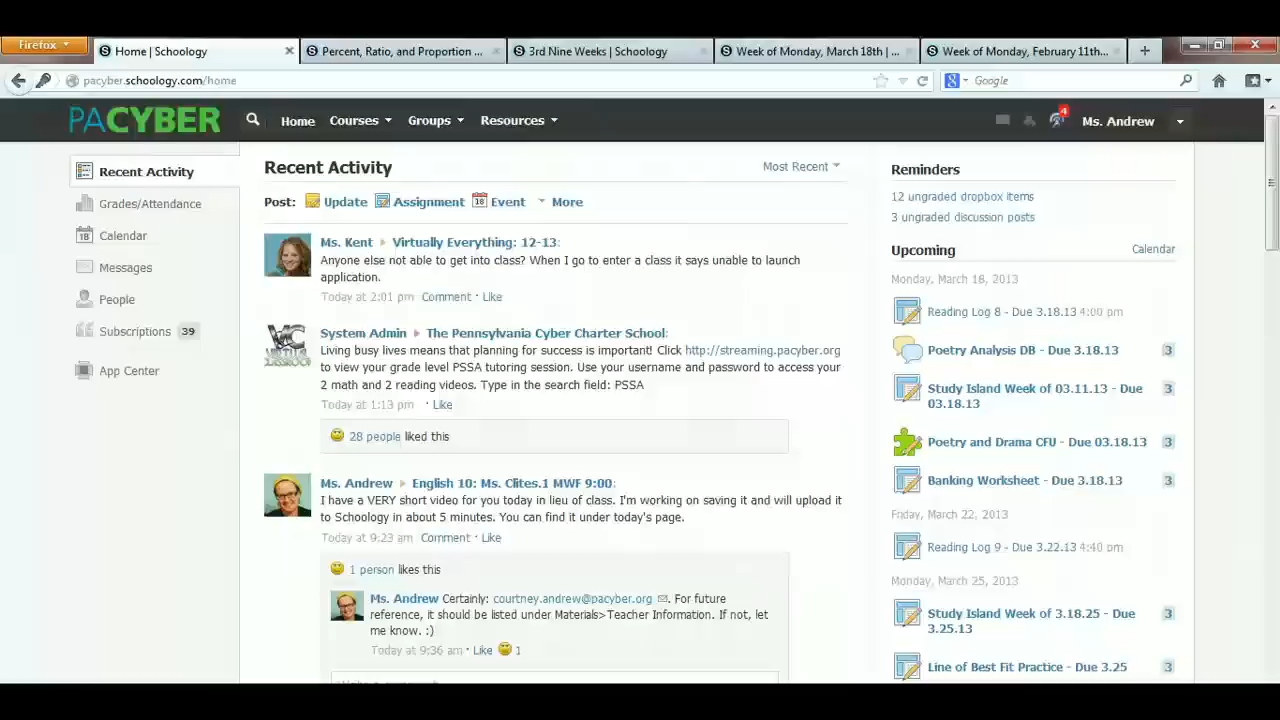 Firefox
Home | Schoology
Percent, Ratio, and Proportion ...
3rd Nine Weeks | Schoology
Week of Monday, March 18th | ...
Week of Monday, February 11th...
pacyber.schoology.com/home
Google
PACYBER
Home
Courses
Groups
Resources
4
Ms. Andrew
Recent Activity
Grades/Attendance
18 Calendar
Messages
People
Subscriptions 39
App Center
Recent Activity
Most Recent
Post: Update Assignment 18 Event More
Ms. Kent Virtually Everything: 12-13:
Anyone else not able to get into class? When I go to enter a class it says unable to launch
application.
Today at 2:01 pm Comment · Like
System Admin The Pennsylvania Cyber Charter School:
Living busy lives means that planning for success is important! Click http://streaming.pacyber.org
to view your grade level PSSA tutoring session. Use your username and password to access your
2 math and 2 reading videos. Type in the search field: PSSA
Today at 1:13 pm · Like
28 people liked this
Ms. Andrew English 10: Ms. Clites.1 MWF 9:00:
I have a VERY short video for you today in lieu of class. I'm working on saving it and will upload it
to Schoology in about 5 minutes. You can find it under today's page.
Today at 9:23 am Comment · Like
1 person likes this
Ms. Andrew Certainly: courtney.andrew@pacyber.org . For future
reference, it should be listed under Materials>Teacher Information. If not, let
me know. :)
Today at 9:36 am · Like 1
Reminders
12 ungraded dropbox items
3 ungraded discussion posts
Upcoming Calendar
Monday, March 18, 2013
Reading Log 8 - Due 3.18.13 4:00 pm
Poetry Analysis DB - Due 3.18.13 3
Study Island Week of 03.11.13 - Due 3
03.18.13
Poetry and Drama CFU - Due 03.18.13 3
Banking Worksheet - Due 3.18.13 3
Friday, March 22, 2013
Reading Log 9 - Due 3.22.13 4:40 pm
Monday, March 25, 2013
Study Island Week of 3.18.25 - Due 3
3.25.13
Line of Best Fit Practice - Due 3.25 3